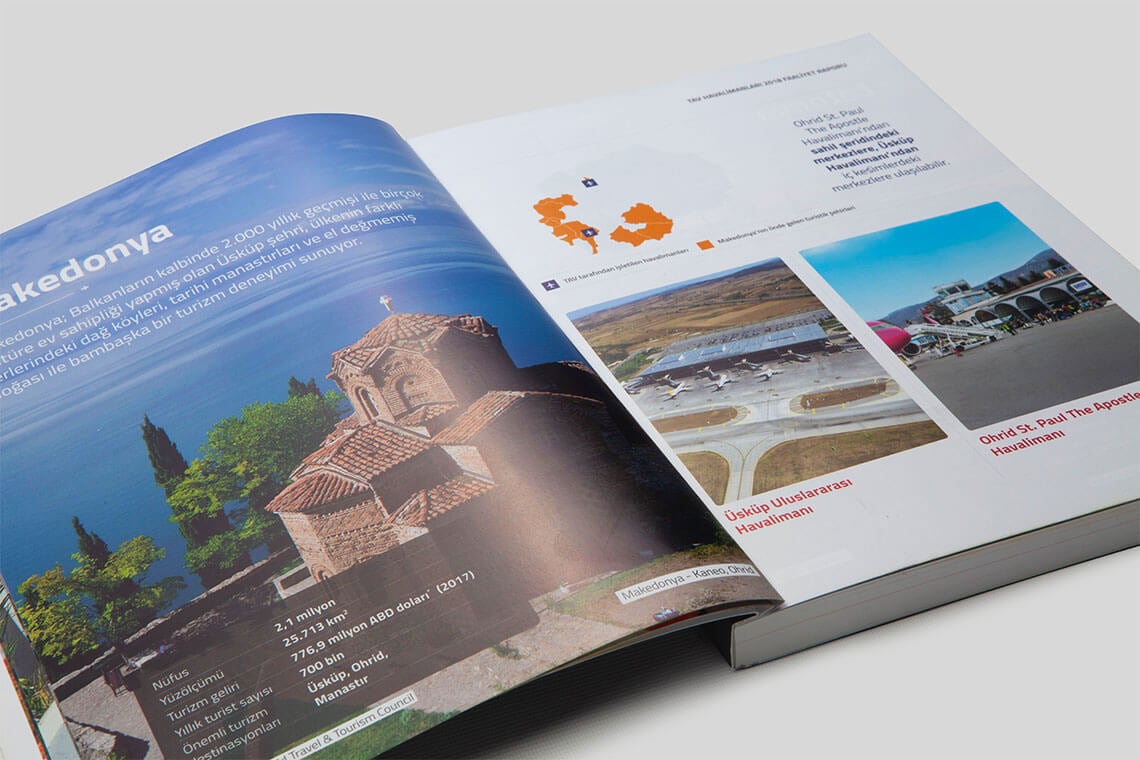 akedonya
kedonya; Balkanların kalbinde 2.000 yıllık geçmişi ile birçok
türe ev sahipliği yapmış olan Üsküp şehri, ülkenin farklı
erlerindeki dağ köyleri, tarihi manastırları ve el değmemiş
oğası ile bambaşka bir turizm deneyimi sunuyor.
Nüfus 2,1 milyon
Yüzölçümü 25.713 km²
Turizm geliri 776,9 milyon ABD doları* (2017)
Yıllık turist sayısı 700 bin
Önemli turizm Üsküp, Ohrid,
destinasyonları Manastır
d Travel & Tourism Council
Makedonya - Kaneo, Ohrid
TAV HAVALİMANLARI 2018 FAALİYET RAPORU
Ohrid St. Paul
The Apostle
Havalimanı'ndan
sahil şeridindeki
merkezlere, Üsküp
Havalimanı'ndan
iç kesimlerdeki
merkezlere ulaşılabilir.
TAV tarafından işletilen havalimanları
Makedonya'nın önde gelen turistik şehirleri
Üsküp Uluslararası
Havalimanı
Ohrid St. Paul The Apostle
Havalimanı